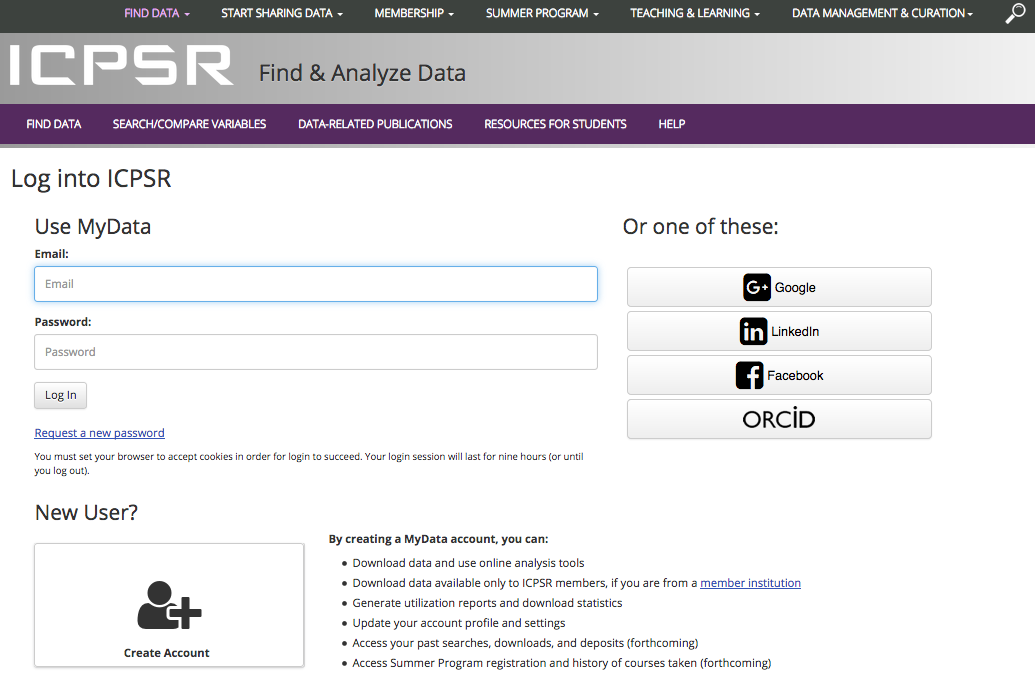 FIND DATA
START SHARING DATA
MEMBERSHIP
SUMMER PROGRAM
TEACHING & LEARNING
DATA MANAGEMENT & CURATION
ICPSR
Find & Analyze Data
FIND DATA
SEARCH/COMPARE VARIABLES
DATA-RELATED PUBLICATIONS
RESOURCES FOR STUDENTS
HELP
Log into ICPSR
Use MyData
Email:
Email
Password:
Password
Log In
Request a new password
You must set your browser to accept cookies in order for login to succeed. Your login session will last for nine hours (or until
you log out).
Or one of these:
G+ Google
in LinkedIn
f Facebook
ORCiD
New User?
Create Account
By creating a MyData account, you can:
• Download data and use online analysis tools
• Download data available only to ICPSR members, if you are from a member institution
• Generate utilization reports and download statistics
• Update your account profile and settings
• Access your past searches, downloads, and deposits (forthcoming)
• Access Summer Program registration and history of courses taken (forthcoming)